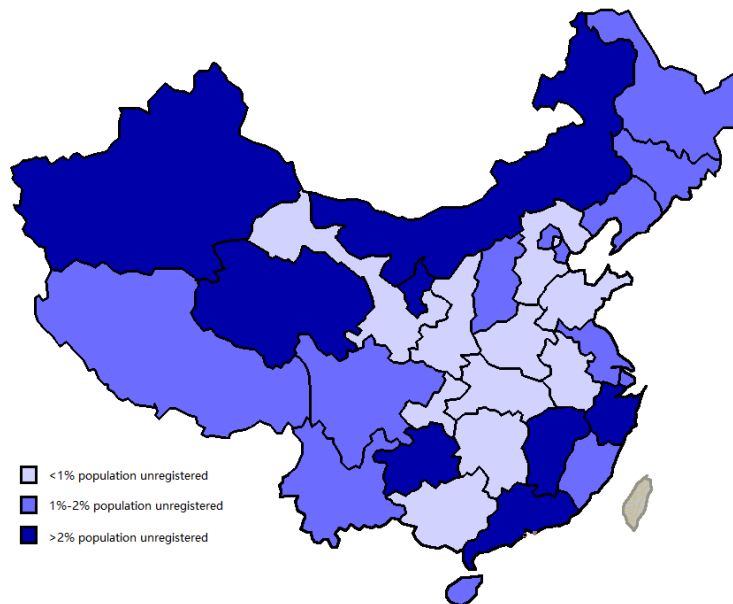 <1% population unregistered
1%-2% population unregistered
>2% population unregistered